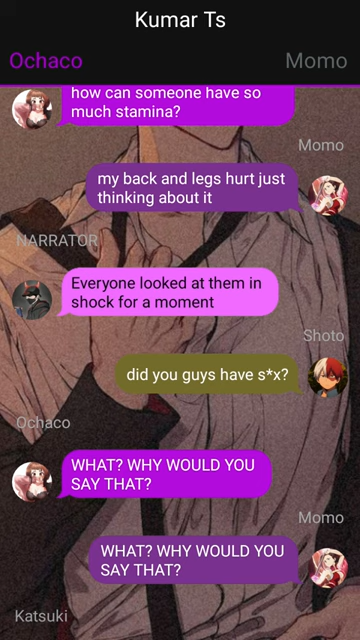 Kumar Ts
Ochaco
Momo
how can someone have so
much stamina?
Momo
my back and legs hurt just
thinking about it
NARRATOR
Everyone looked at them in
shock for a moment
Shoto
did you guys have s*x?
Ochaco
WHAT? WHY WOULD YOU
SAY THAT?
Momo
WHAT? WHY WOULD YOU
SAY THAT?
Katsuki